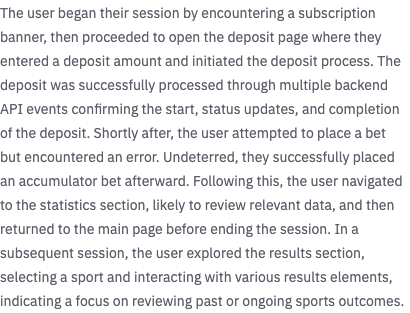 The user began their session by encountering a subscription
banner, then proceeded to open the deposit page where they
entered a deposit amount and initiated the deposit process. The
deposit was successfully processed through multiple backend
API events confirming the start, status updates, and completion
of the deposit. Shortly after, the user attempted to place a bet
but encountered an error. Undeterred, they successfully placed
an accumulator bet afterward. Following this, the user navigated
to the statistics section, likely to review relevant data, and then
returned to the main page before ending the session. In a
subsequent session, the user explored the results section,
selecting a sport and interacting with various results elements,
indicating a focus on reviewing past or ongoing sports outcomes.